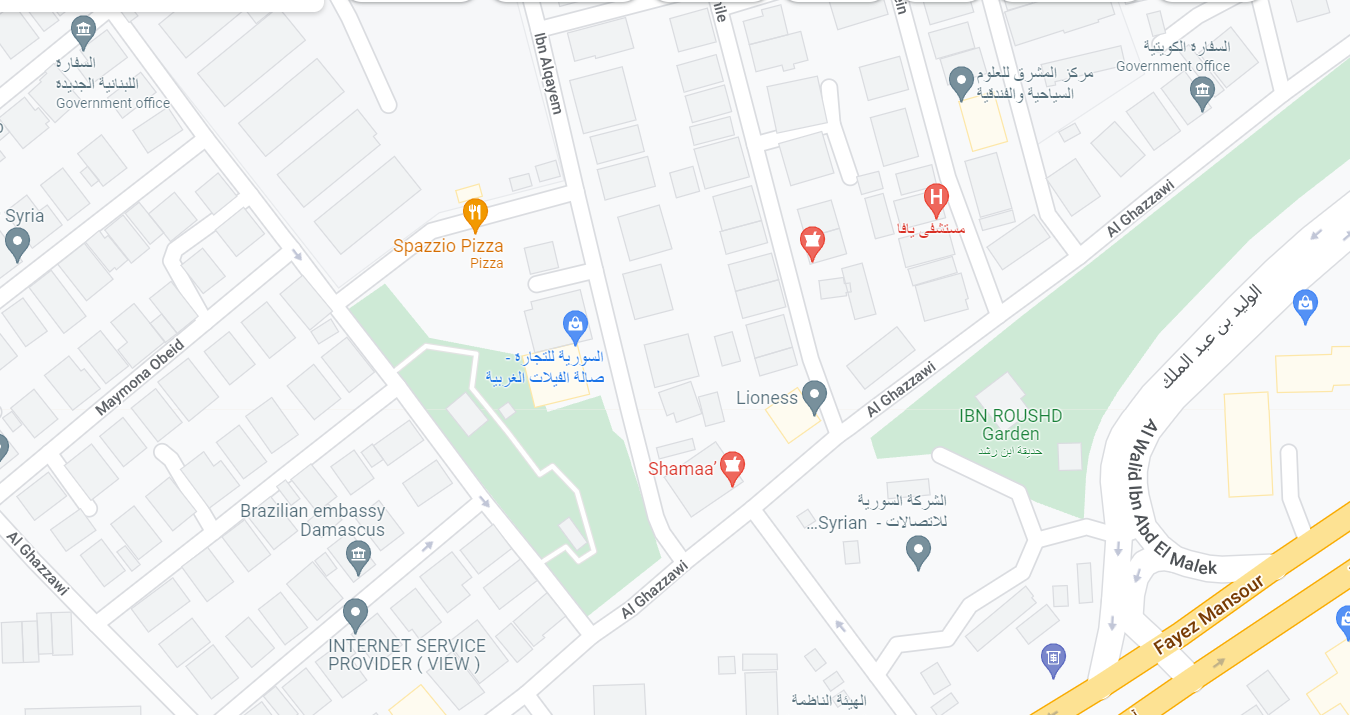 السفارة
اللبنانية الجديدة
Government office
Ibn Alqayem
السفارة الكويتية
Government office
مركز المشرق للعلوم
السياحية والفندقية
Syria
Spazzio Pizza
Pizza
مستشفى يافا
Al Ghazzawi
الوليد بن عبد الملك
السورية للتجارة -
صالة الفيلات الغربية
Maymona Obeid
Lioness
Al Ghazzawi
IBN ROUSHD
Garden
حديقة ابن رشد
Shamaa’
Al Walid Ibn Abd El Malek
الشركة السورية
للاتصالات - Syrian...
Brazilian embassy
Damascus
Al Ghazzawi
Al Ghazzawi
Fayez Mansour
INTERNET SERVICE
PROVIDER ( VIEW )
الهيئة الناظمة